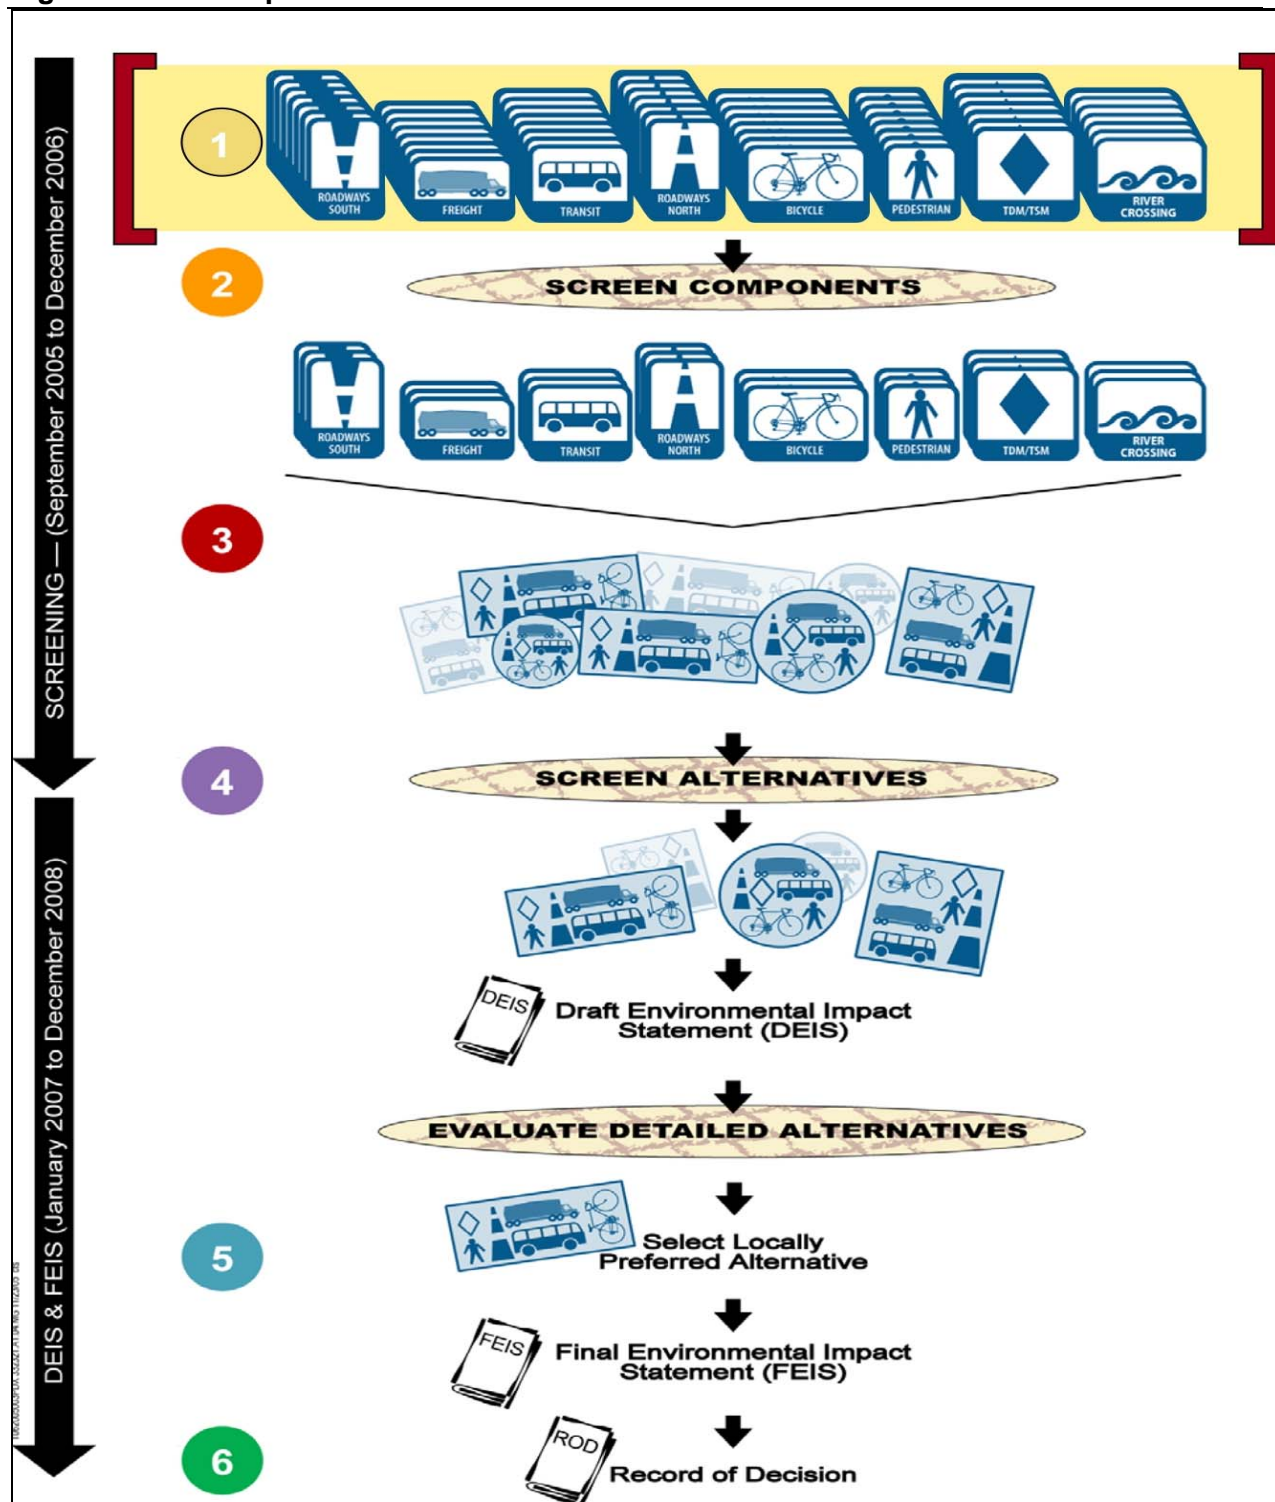 1
ROADWAYS
SOUTH
FREIGHT
TRANSIT
ROADWAYS
NORTH
BICYCLE
PEDESTRIAN
TDM/TSM
RIVER
CROSSING
2
SCREEN COMPONENTS
ROADWAYS
SOUTH
FREIGHT
TRANSIT
ROADWAYS
NORTH
BICYCLE
PEDESTRIAN
TDM/TSM
RIVER
CROSSING
SCREENING — (September 2005 to December 2006)
3
4
SCREEN ALTERNATIVES
DEIS
Draft Environmental Impact
Statement (DEIS)
EVALUATE DETAILED ALTERNATIVES
DEIS & FEIS (January 2007 to December 2008)
5
Select Locally
Preferred Alternative
FEIS
Final Environmental Impact
Statement (FEIS)
6
ROD
Record of Decision